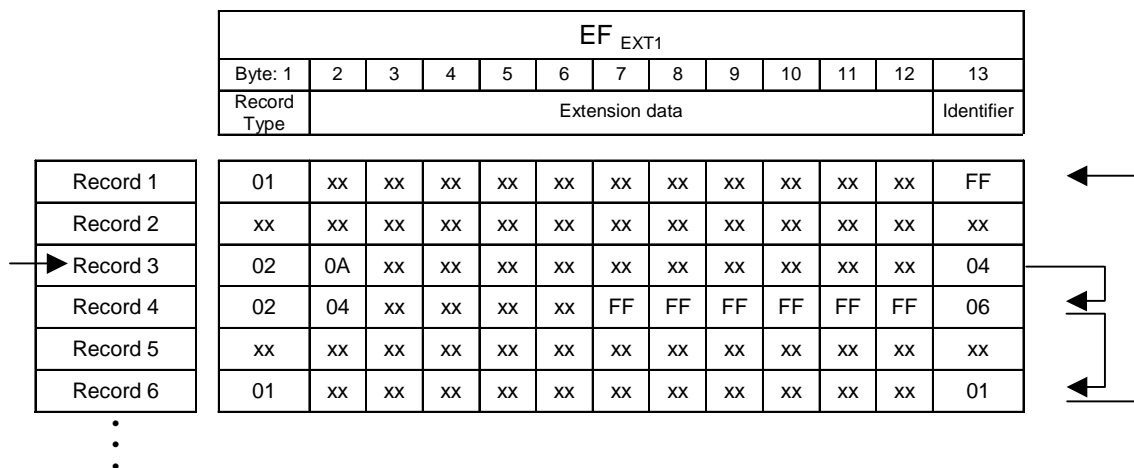 EF EXT1
Byte: 1 2 3 4 5 6 7 8 9 10 11 12 13
Record Type Extension data Identifier
Record 1 01 xx xx xx xx xx xx xx xx xx xx xx FF
Record 2 xx xx xx xx xx xx xx xx xx xx xx xx xx
Record 3 02 0A xx xx xx xx xx xx xx xx xx xx 04
Record 4 02 04 xx xx xx xx FF FF FF FF FF FF 06
Record 5 xx xx xx xx xx xx xx xx xx xx xx xx xx
Record 6 01 xx xx xx xx xx xx xx xx xx xx xx 01